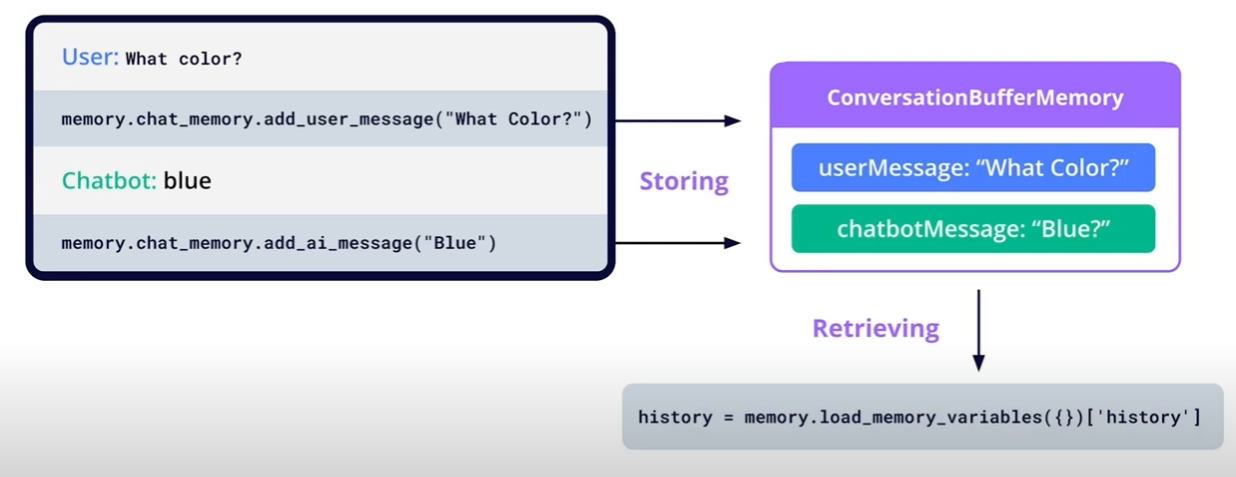 User: What color?
memory.chat_memory.add_user_message("What Color?")
Chatbot: blue
memory.chat_memory.add_ai_message("Blue")
Storing
ConversationBufferMemory
userMessage: “What Color?”
chatbotMessage: “Blue?”
Retrieving
history = memory.load_memory_variables({})['history']